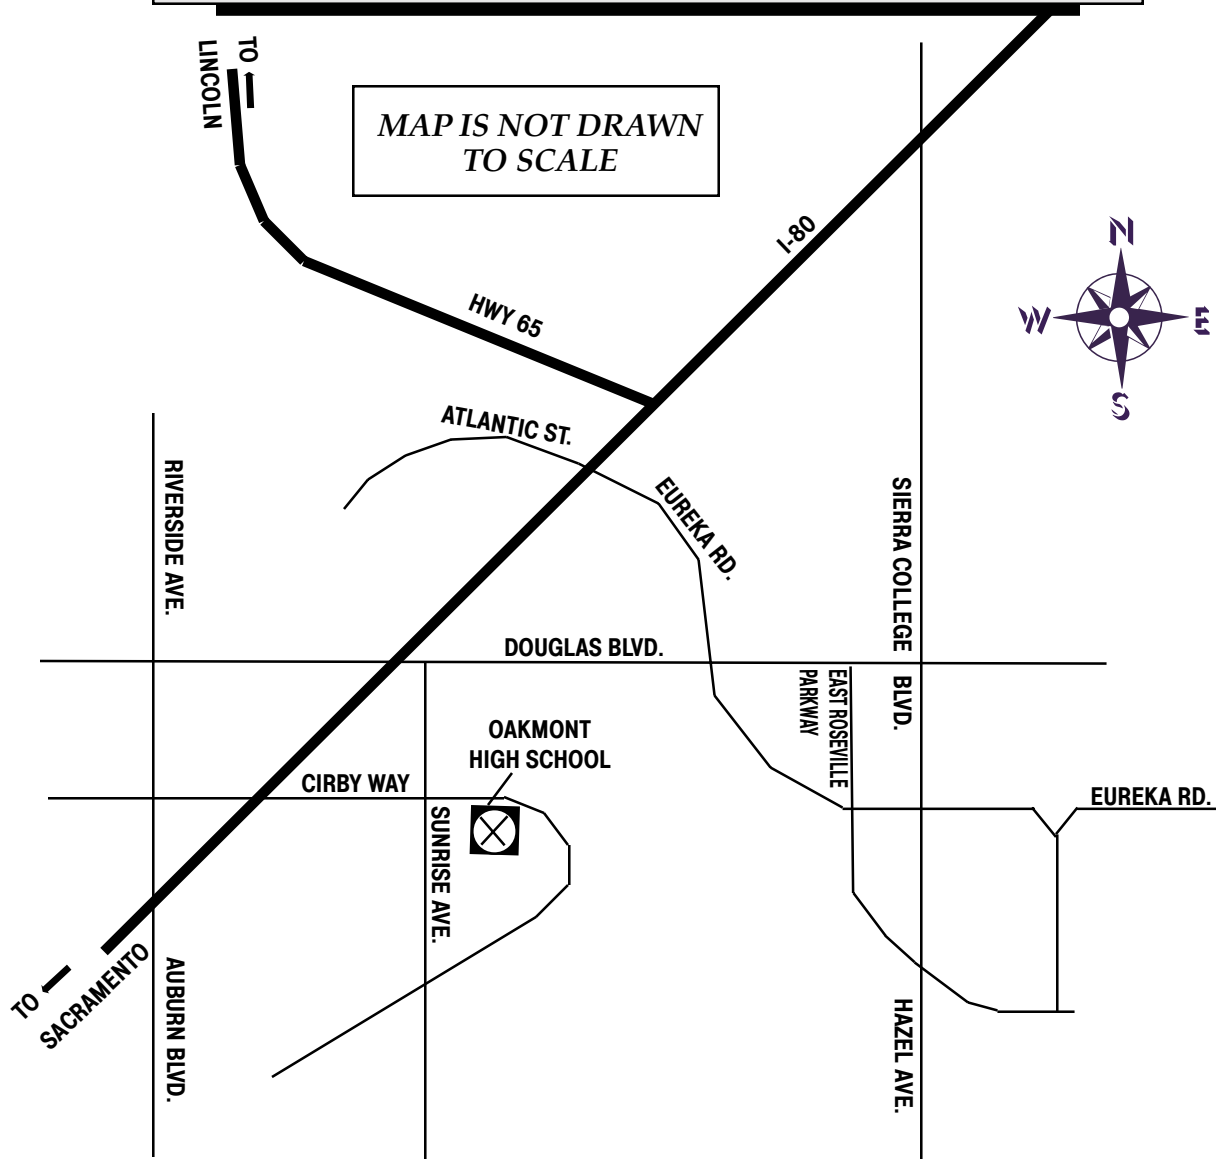 TO
LINCOLN
MAP IS NOT DRAWN
TO SCALE
I-80
N
W
E
S
HWY 65
ATLANTIC ST.
EUREKA RD.
RIVERSIDE AVE.
SIERRA COLLEGE BLVD.
DOUGLAS BLVD.
EAST ROSEVILLE
PARKWAY
OAKMONT
HIGH SCHOOL
CIRBY WAY
EUREKA RD.
SUNRISE AVE.
TO
SACRAMENTO
AUBURN BLVD.
HAZEL AVE.